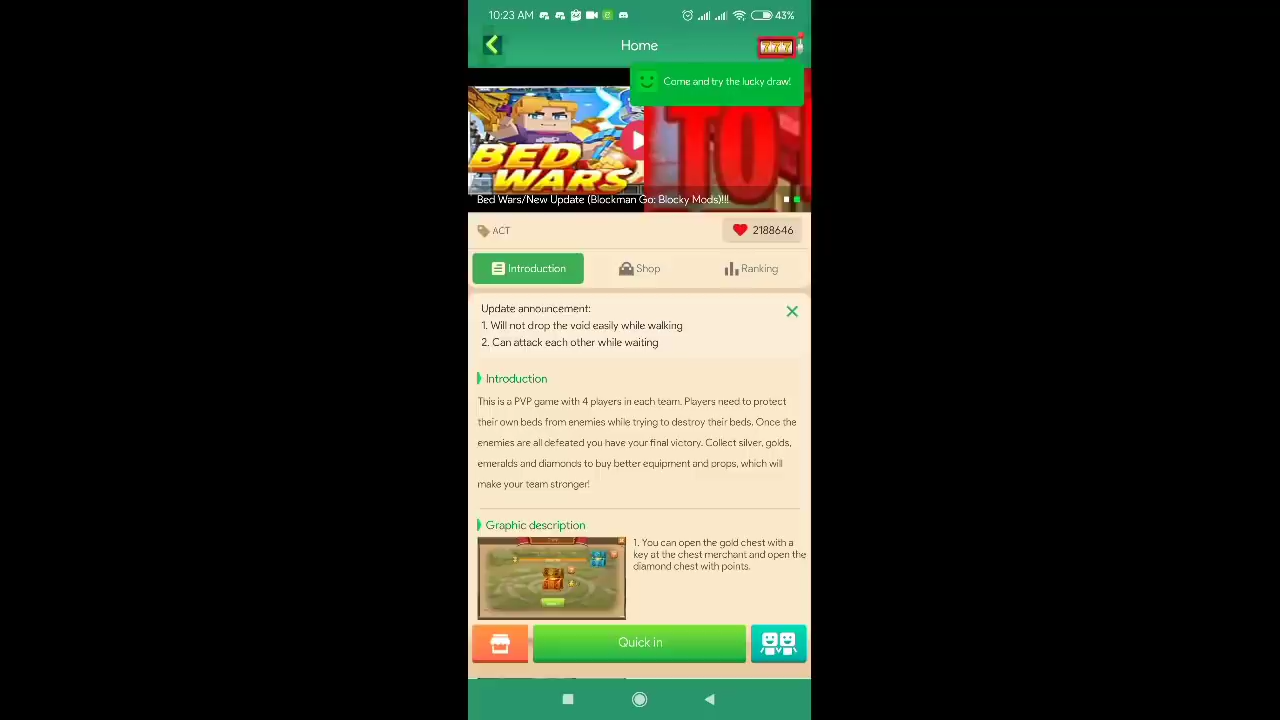 10:23 AM
43%
Home
777
Come and try the lucky draw!
BED
WARS
TO
Bed Wars/New Update (Blockman Go: Blocky Mods)!!!
ACT
2188646
Introduction
Shop
Ranking
Update announcement:
1. Will not drop the void easily while walking
2. Can attack each other while waiting
Introduction
This is a PVP game with 4 players in each team. Players need to protect
their own beds from enemies while trying to destroy their beds. Once the
enemies are all defeated you have your final victory. Collect silver, golds,
emeralds and diamonds to buy better equipment and props, which will
make your team stronger!
Graphic description
1. You can open the gold chest with a
key at the chest merchant and open the
diamond chest with points.
Quick in